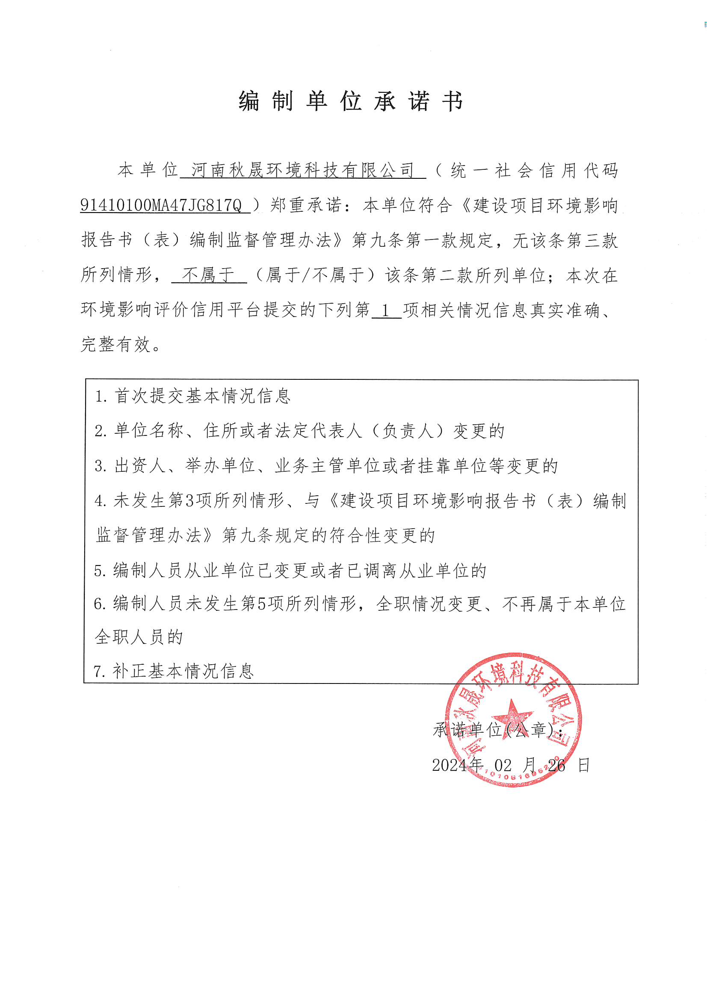 编制单位承诺书
本单位 河南秋晟环境科技有限公司 （统一社会信用代码
91410100MA47JG817Q ）郑重承诺：本单位符合《建设项目环境影响
报告书（表）编制监督管理办法》第九条第一款规定，无该条第三款
所列情形， 不属于 （属于/不属于）该条第二款所列单位；本次在
环境影响评价信用平台提交的下列第 1 项相关情况信息真实准确、
完整有效。
1. 首次提交基本情况信息
2. 单位名称、住所或者法定代表人（负责人）变更的
3. 出资人、举办单位、业务主管单位或者挂靠单位等变更的
4. 未发生第3项所列情形、与《建设项目环境影响报告书（表）编制
监督管理办法》第九条规定的符合性变更的
5. 编制人员从业单位已变更或者已调离从业单位的
6. 编制人员未发生第5项所列情形，全职情况变更、不再属于本单位
全职人员的
7. 补正基本情况信息
河南秋晟环境科技有限公司
承诺单位(公章)：
2024年 02 月 26 日